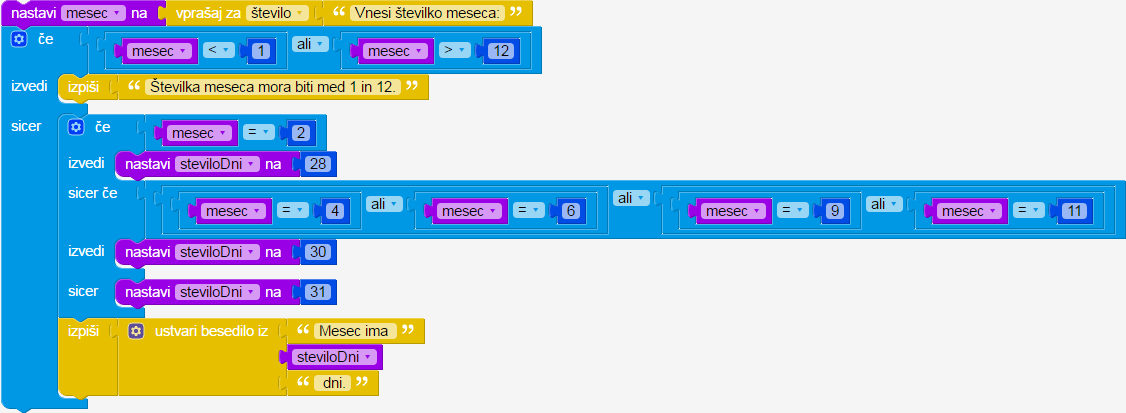 nastavi mesec na vprašaj za število “ Vnesi številko meseca: ”
če mesec < 1 ali mesec > 12
izvedi izpiši “ Številka meseca mora biti med 1 in 12. ”
sicer če mesec = 2
izvedi nastavi steviloDni na 28
sicer če mesec = 4 ali mesec = 6 ali mesec = 9 ali mesec = 11
izvedi nastavi steviloDni na 30
sicer nastavi steviloDni na 31
izpiši ustvari besedilo iz “ Mesec ima ”
steviloDni
“ dni. ”